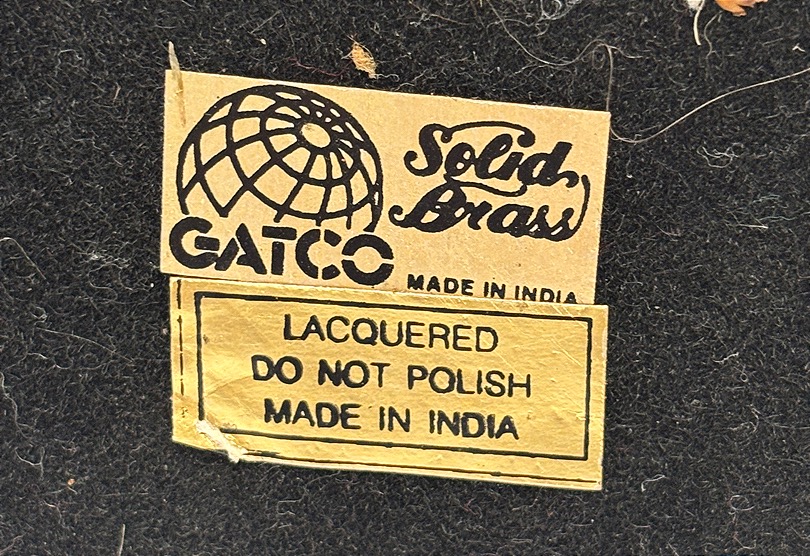 Solid
Brass
GATCO
MADE IN INDIA
LACQUERED
DO NOT POLISH
MADE IN INDIA